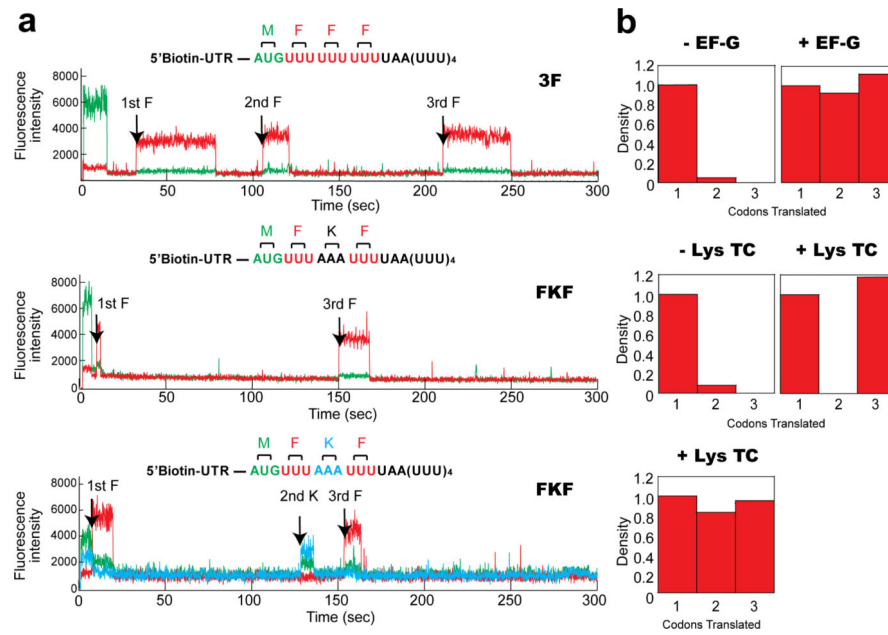 a
M F F F
5'Biotin-UTR — AUGUUUUUUUUUUAA(UUU)4
3F
Fluorescence
intensity
8000
6000
4000
2000
1st F
2nd F
3rd F
0 50 100 150 200 250 300
Time (sec)
M F K F
5'Biotin-UTR — AUGUUUAAAUUUUAA(UUU)4
FKF
Fluorescence
intensity
8000
6000
4000
2000
0
1st F
3rd F
0 50 100 150 200 250 300
Time (sec)
M F K F
5'Biotin-UTR — AUGUUUAAAUUUUAA(UUU)4
FKF
Fluorescence
intensity
8000
6000
4000
2000
0
1st F
2nd K
3rd F
0 50 100 150 200 250 300
Time (sec)
b
- EF-G + EF-G
Density
1.2
1.0
0.8
0.6
0.4
0.2
0
1 2 3 1 2 3
Codons Translated
- Lys TC + Lys TC
Density
1.2
1.0
0.8
0.6
0.4
0.2
0
1 2 3 1 2 3
Codons Translated
+ Lys TC
Density
1.2
1.0
0.8
0.6
0.4
0.2
0
1 2 3
Codons Translated